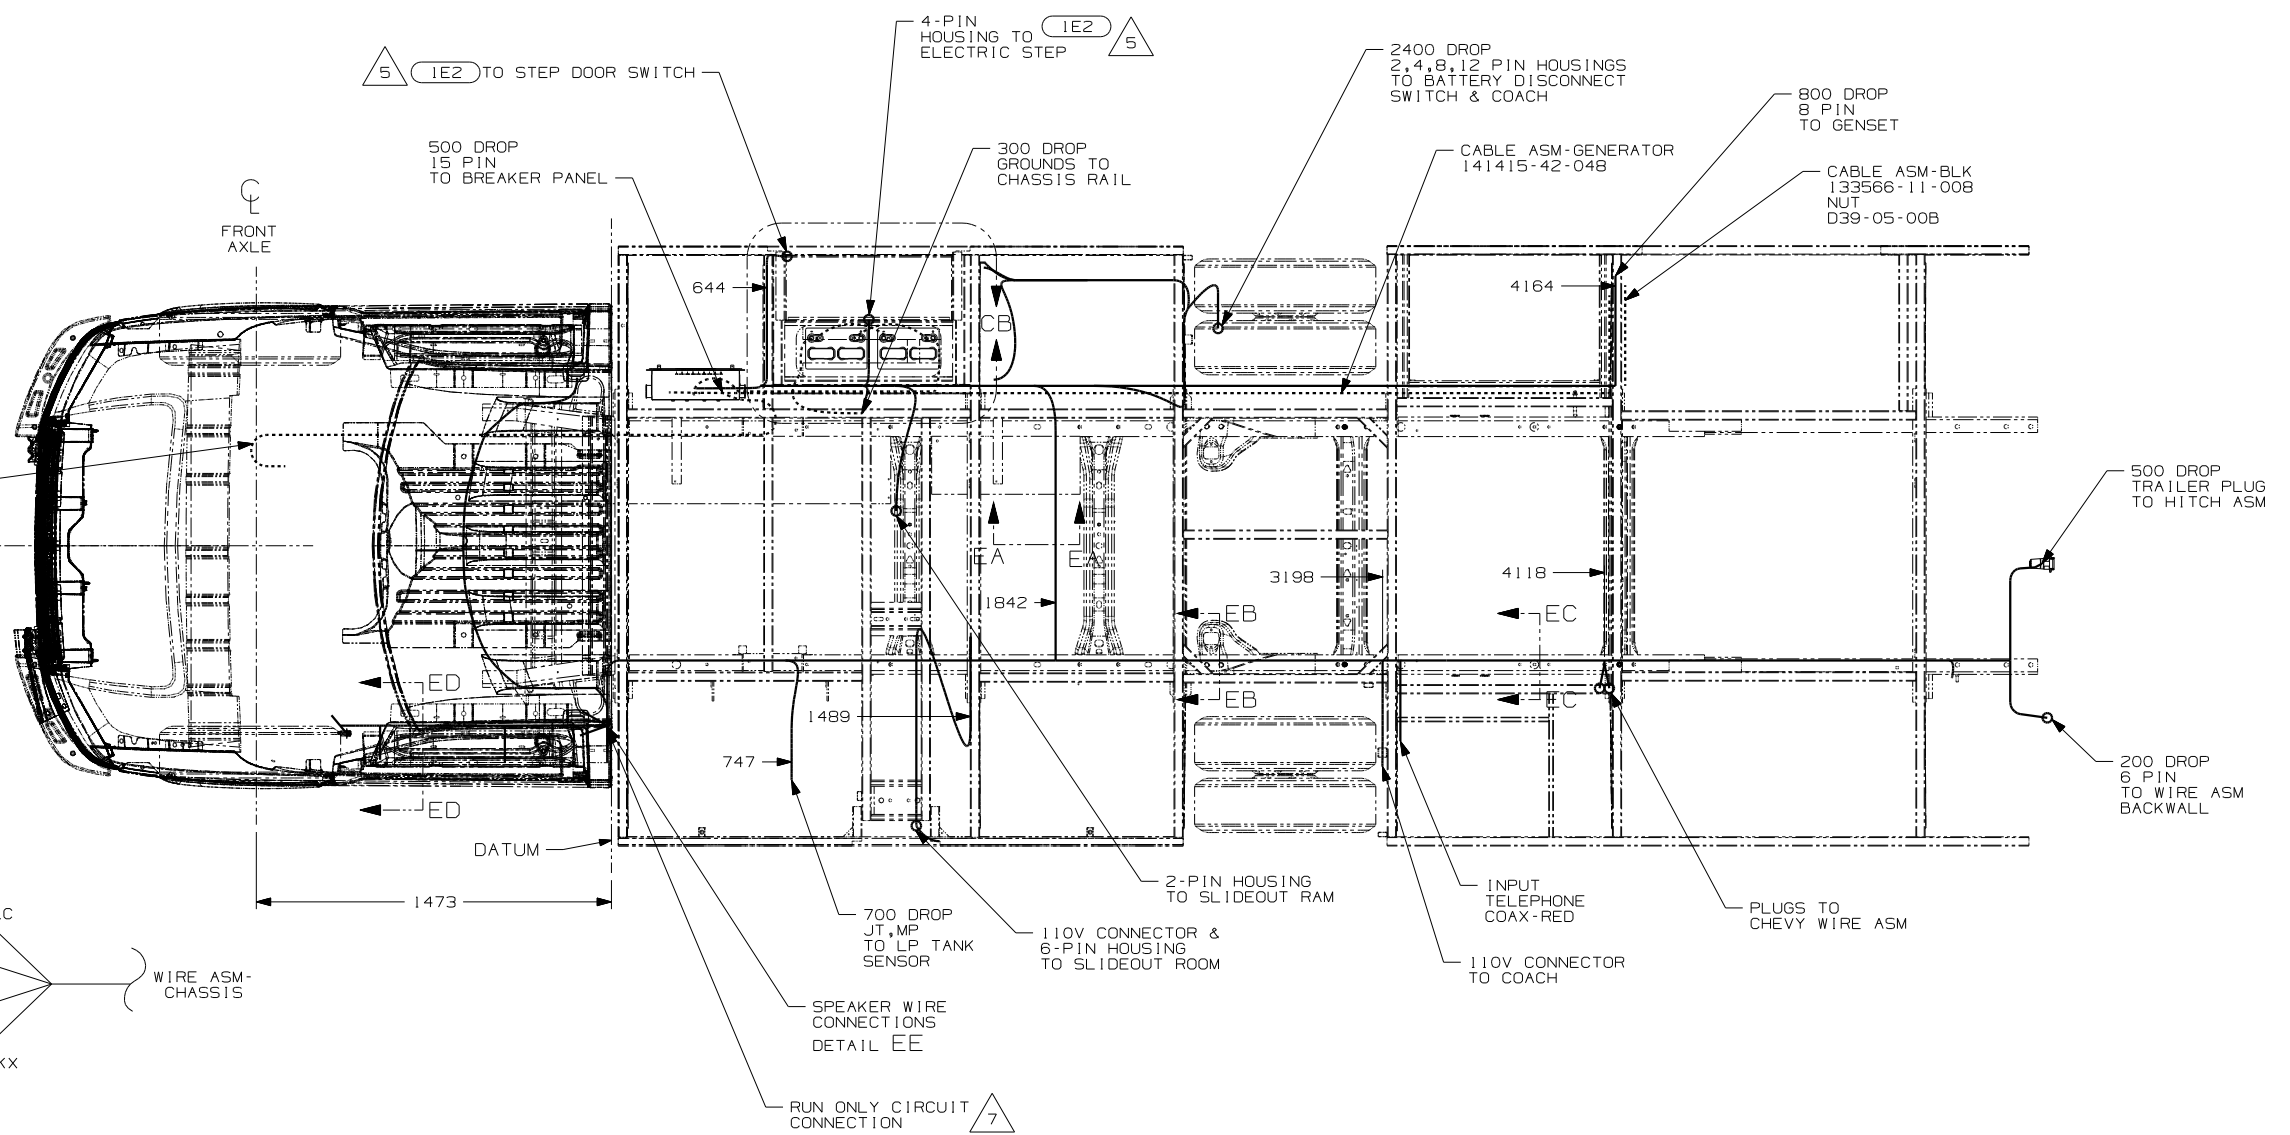 4-PIN
HOUSING TO 1E2 5
ELECTRIC STEP
5 1E2 TO STEP DOOR SWITCH
2400 DROP
2,4,8,12 PIN HOUSINGS
TO BATTERY DISCONNECT
SWITCH & COACH
800 DROP
8 PIN
TO GENSET
500 DROP
15 PIN
TO BREAKER PANEL
300 DROP
GROUNDS TO
CHASSIS RAIL
CABLE ASM-GENERATOR
141415-42-048
CABLE ASM-BLK
133566-11-008
NUT
D39-05-00B
CL
FRONT
AXLE
644
4164
CB
500 DROP
TRAILER PLUG
TO HITCH ASM
EA EA
3198
4118
1842
EB
EC
ED
EB
EC
1489
747
ED
200 DROP
6 PIN
TO WIRE ASM
BACKWALL
DATUM
1473
2-PIN HOUSING
TO SLIDEOUT RAM
INPUT
TELEPHONE
COAX-RED
PLUGS TO
CHEVY WIRE ASM
700 DROP
JT,MP
TO LP TANK
SENSOR
110V CONNECTOR &
6-PIN HOUSING
TO SLIDEOUT ROOM
110V CONNECTOR
TO COACH
WIRE ASM-
CHASSIS
SPEAKER WIRE
CONNECTIONS
DETAIL EE
RUN ONLY CIRCUIT
CONNECTION 7